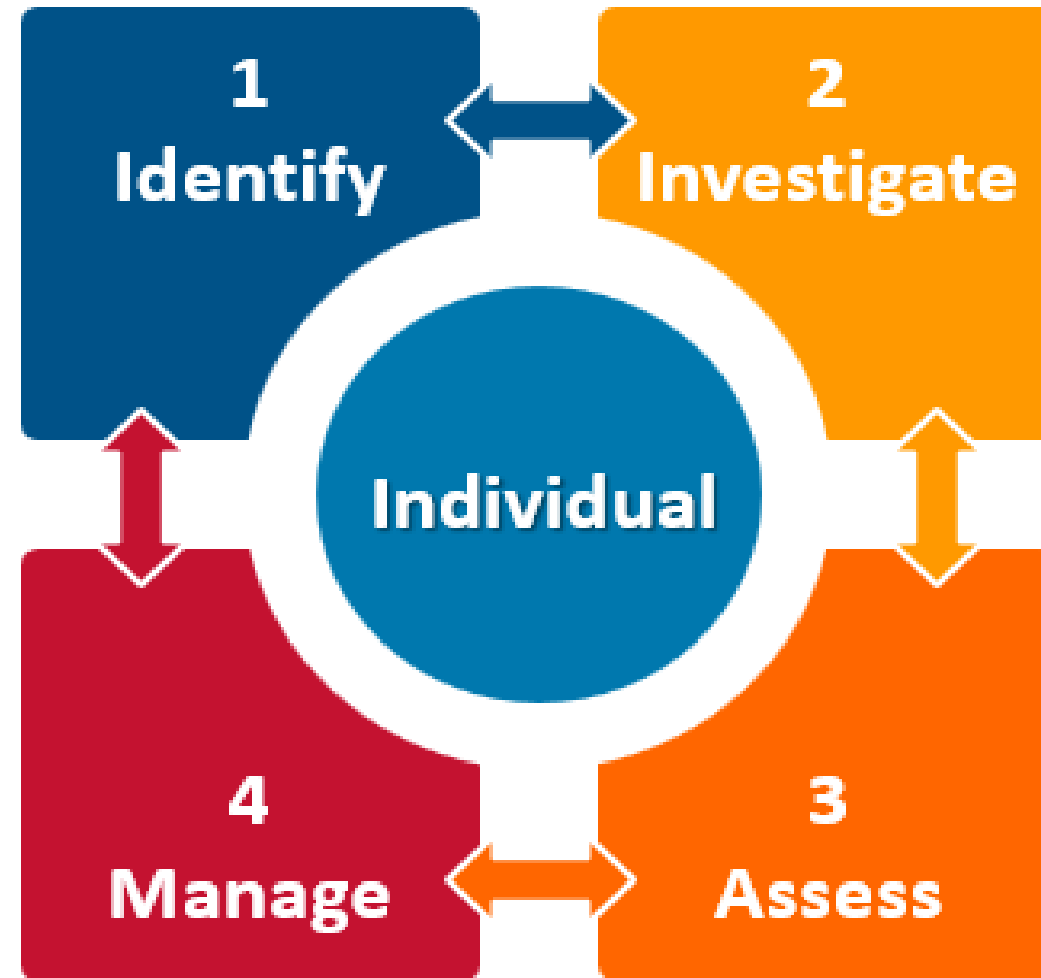 1
Identify
2
Investigate
Individual
4
Manage
3
Assess